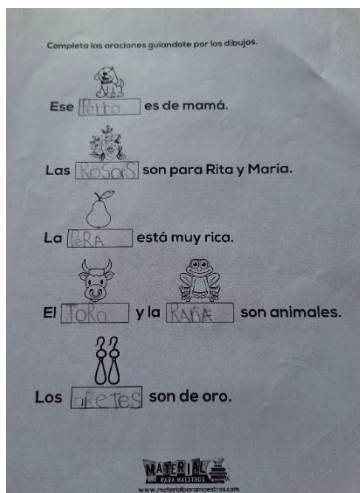 Completa las oraciones guiandote por los dibujos.
Ese Perro es de mamá.
Las RoSas son para Rita y María.
La PeRA está muy rica.
El ToRo y la RAÑA son animales.
Los aretes son de oro.
MATERIAL
PARA MAESTROS
www.materialparamaestros.com